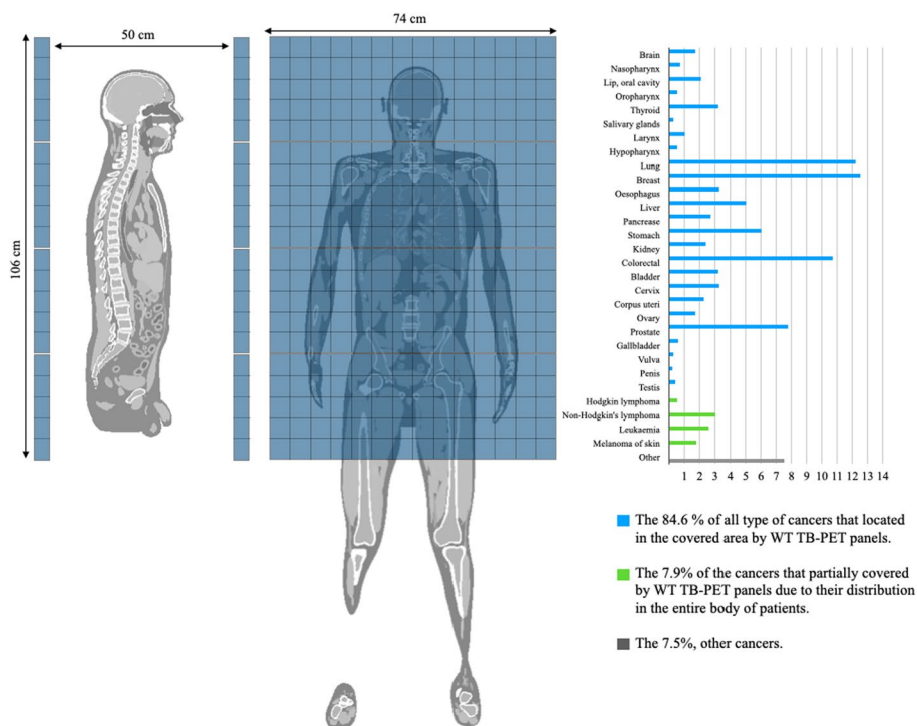 50 cm
74 cm
106 cm
Brain
Nasopharynx
Lip, oral cavity
Oropharynx
Thyroid
Salivary glands
Larynx
Hypopharynx
Lung
Breast
Oesophagus
Liver
Pancrease
Stomach
Kidney
Colorectal
Bladder
Cervix
Corpus uteri
Ovary
Prostate
Gallbladder
Vulva
Penis
Testis
Hodgkin lymphoma
Non-Hodgkin's lymphoma
Leukaemia
Melanoma of skin
Other
1 2 3 4 5 6 7 8 9 10 11 12 13 14
The 84.6 % of all type of cancers that located
in the covered area by WT TB-PET panels.
The 7.9% of the cancers that partially covered
by WT TB-PET panels due to their distribution
in the entire body of patients.
The 7.5%, other cancers.